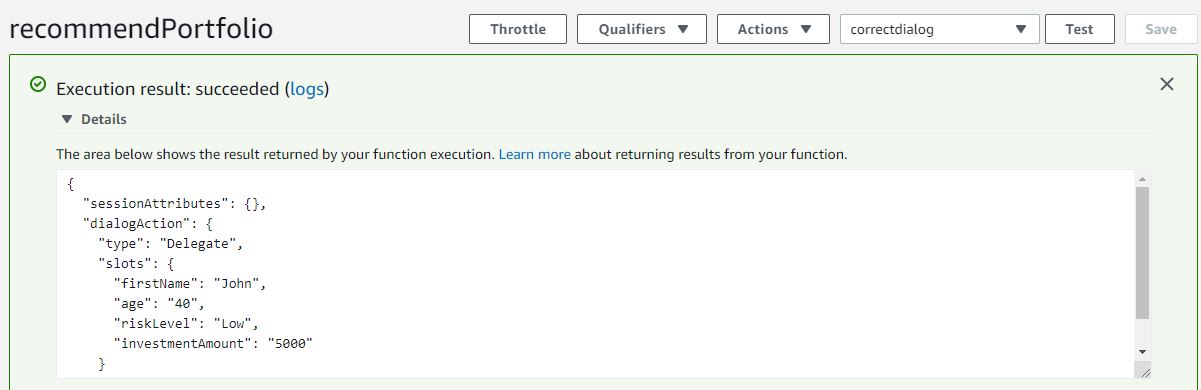 recommendPortfolio
Throttle
Qualifiers
Actions
correctdialog
Test
Save
Execution result: succeeded (logs)
Details
The area below shows the result returned by your function execution. Learn more about returning results from your function.
{
  "sessionAttributes": {},
  "dialogAction": {
    "type": "Delegate",
    "slots": {
      "firstName": "John",
      "age": "40",
      "riskLevel": "Low",
      "investmentAmount": "5000"
    }